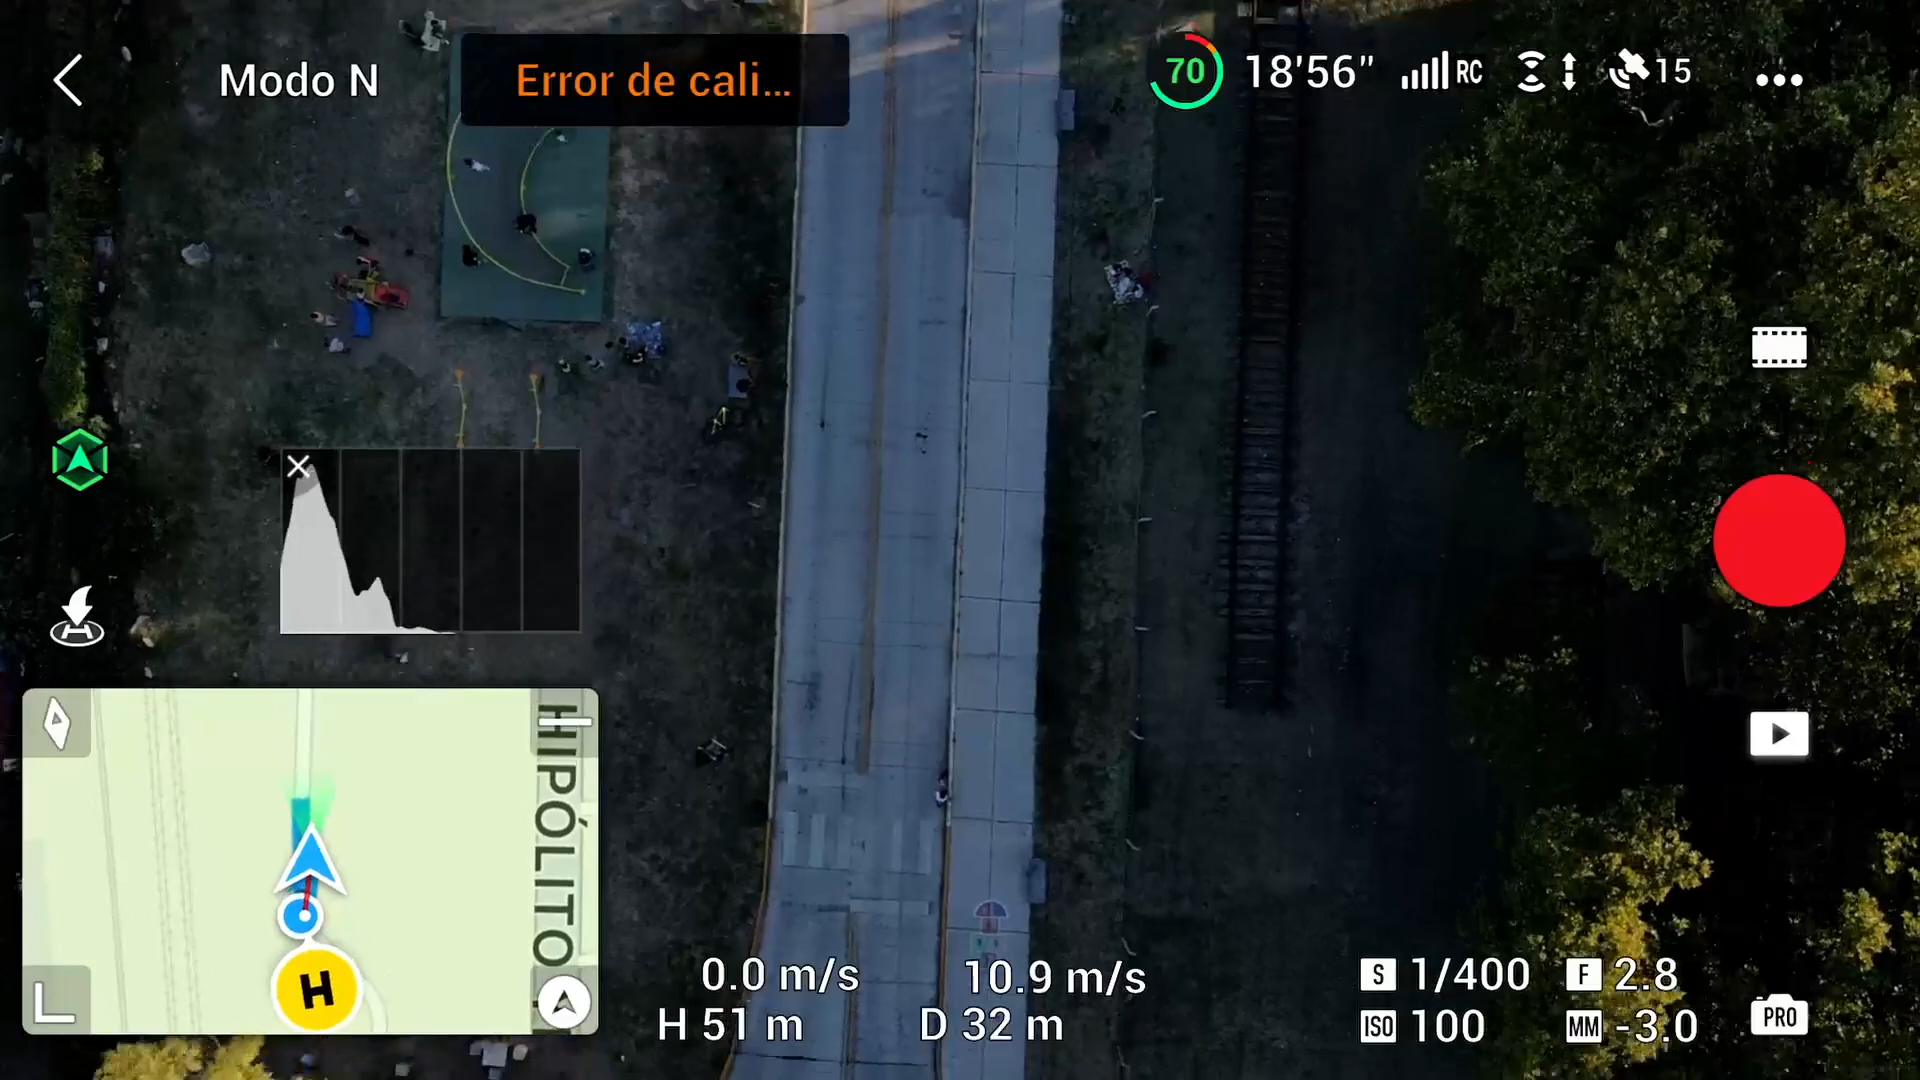 Modo N
Error de cali...
70
18'56"
RC
15
HIPÓLITO
H
0.0 m/s
10.9 m/s
H 51 m
D 32 m
S 1/400
F 2.8
ISO 100
MM -3.0
PRO